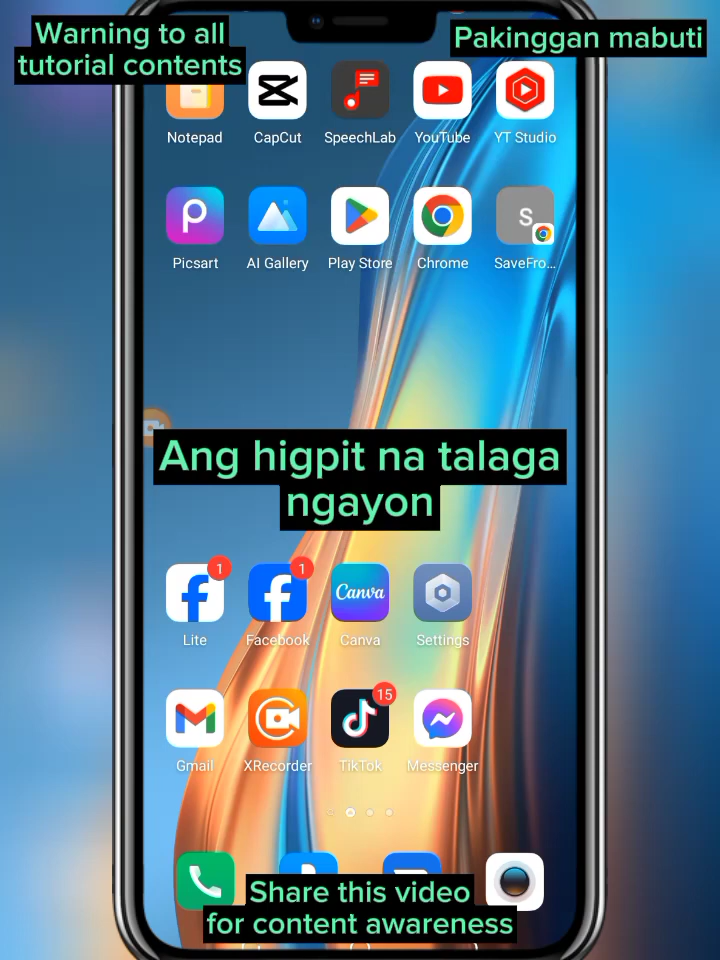 Warning to all
tutorial contents
Pakinggan mabuti
Notepad
CapCut
SpeechLab
YouTube
YT Studio
S
Picsart
AI Gallery
Play Store
Chrome
SaveFro...
Ang higpit na talaga
ngayon
1
1
Canva
Lite
Facebook
Canva
Settings
15
Gmail
XRecorder
TikTok
Messenger
Share this video
for content awareness